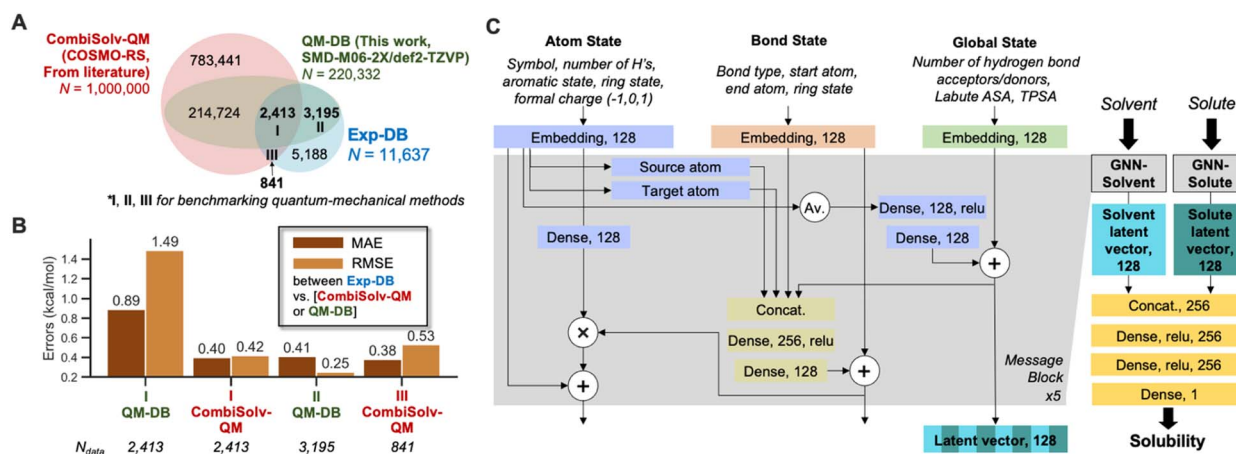 A
CombiSolv-QM
(COSMO-RS,
From literature)
N = 1,000,000
783,441
QM-DB (This work,
SMD-M06-2X/def2-TZVP)
N = 220,332
214,724
2,413
I
3,195
II
Exp-DB
N = 11,637
III
5,188
841
*I, II, III for benchmarking quantum-mechanical methods
B
Errors (kcal/mol)
1.4
1.2
1.0
0.8
0.6
0.4
0.2
0.89
1.49
0.40
0.42
0.41
0.25
0.38
0.53
MAE
RMSE
between Exp-DB
vs. [CombiSolv-QM
or QM-DB]
I
QM-DB
I
CombiSolv-
QM
II
QM-DB
III
CombiSolv-
QM
Ndata
2,413
2,413
3,195
841
C
Atom State
Symbol, number of H's,
aromatic state, ring state,
formal charge (-1,0,1)
Bond State
Bond type, start atom,
end atom, ring state
Global State
Number of hydrogen bond
acceptors/donors,
Labute ASA, TPSA
Embedding, 128
Embedding, 128
Embedding, 128
Source atom
Target atom
Av.
Dense, 128, relu
Dense, 128
Dense, 128
+
Concat.
×
Dense, 256, relu
Dense, 128
+
+
Message
Block
x5
Latent vector, 128
Solvent
Solute
GNN-
Solvent
GNN-
Solute
Solvent
latent
vector,
128
Solute
latent
vector,
128
Concat., 256
Dense, relu, 256
Dense, relu, 256
Dense, 1
Solubility